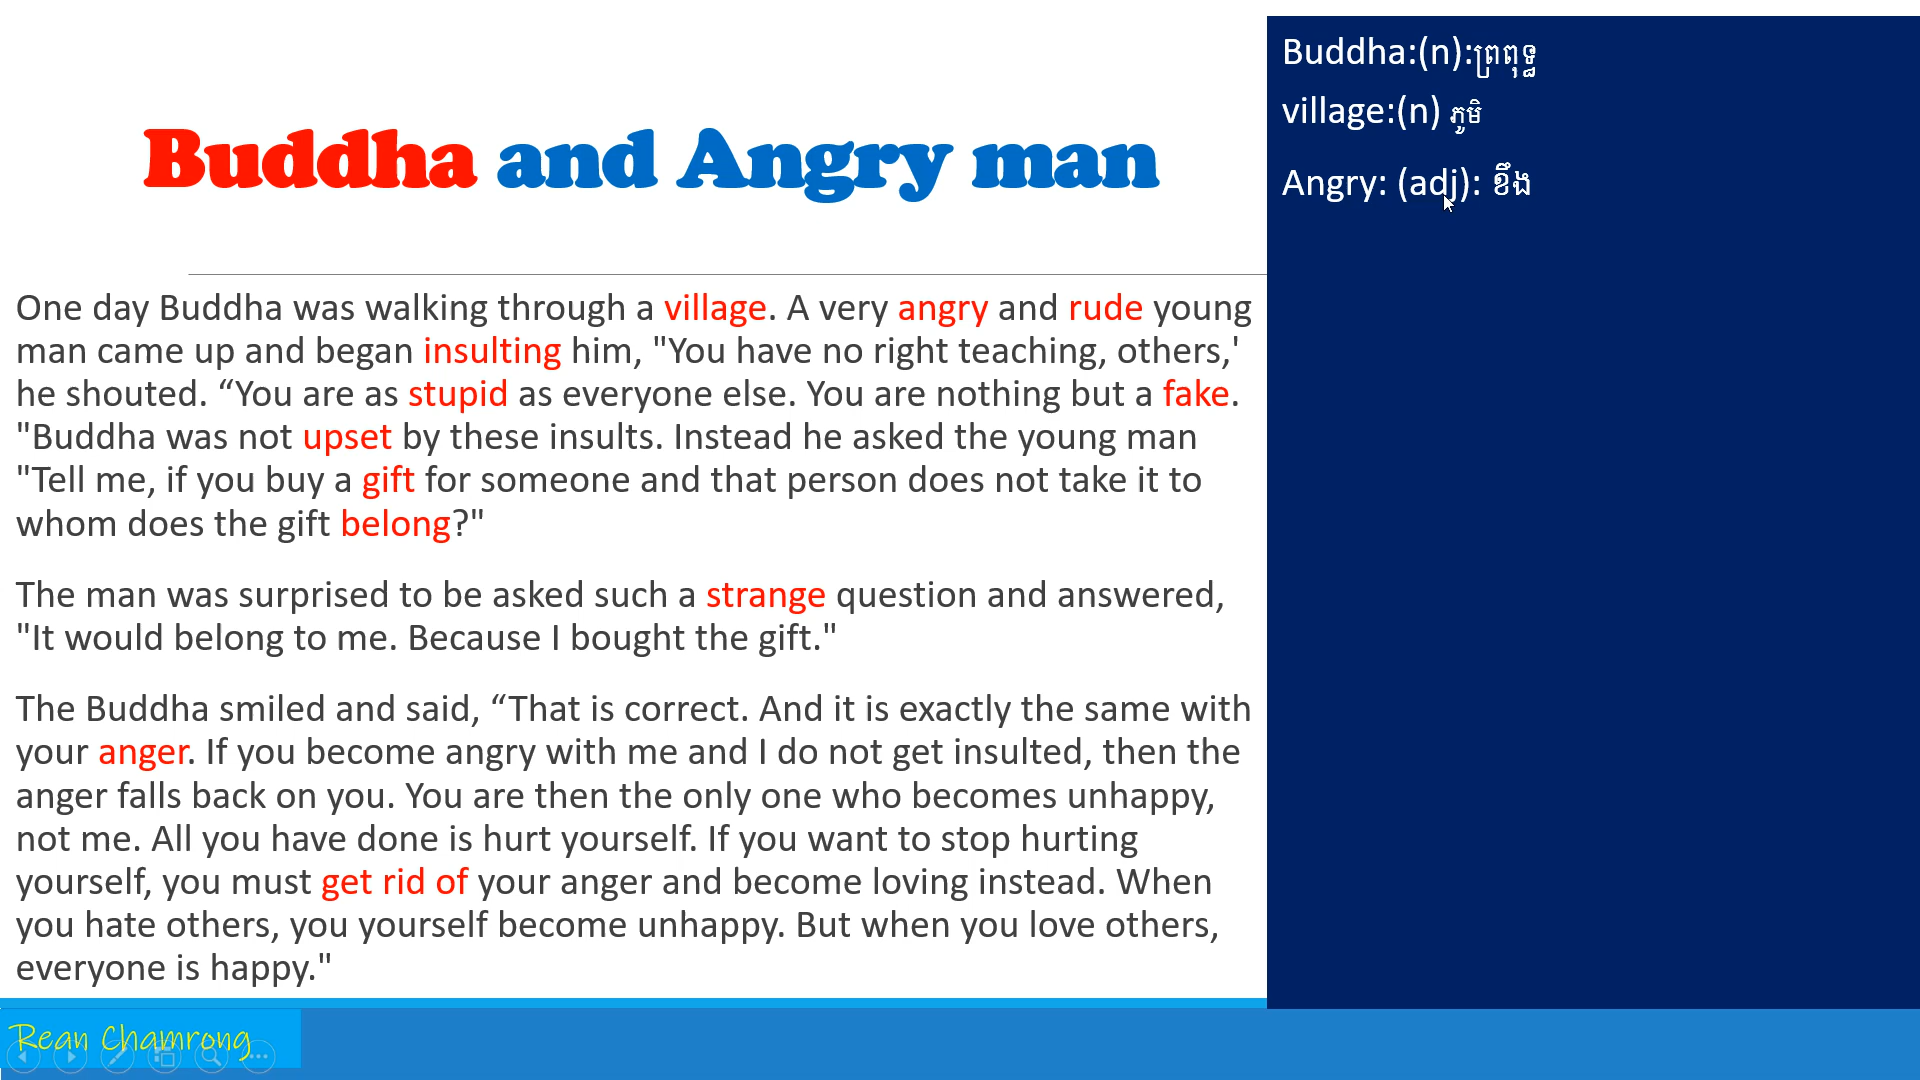 Buddha and Angry man
One day Buddha was walking through a village. A very angry and rude young
man came up and began insulting him, "You have no right teaching, others,'
he shouted. “You are as stupid as everyone else. You are nothing but a fake.
"Buddha was not upset by these insults. Instead he asked the young man
"Tell me, if you buy a gift for someone and that person does not take it to
whom does the gift belong?"
The man was surprised to be asked such a strange question and answered,
"It would belong to me. Because I bought the gift."
The Buddha smiled and said, “That is correct. And it is exactly the same with
your anger. If you become angry with me and I do not get insulted, then the
anger falls back on you. You are then the only one who becomes unhappy,
not me. All you have done is hurt yourself. If you want to stop hurting
yourself, you must get rid of your anger and become loving instead. When
you hate others, you yourself become unhappy. But when you love others,
everyone is happy."
Buddha:(n):ព្រពុទ្ធ
village:(n) ភូមិ
Angry: (adj): ខឹង
Rean Chamrong